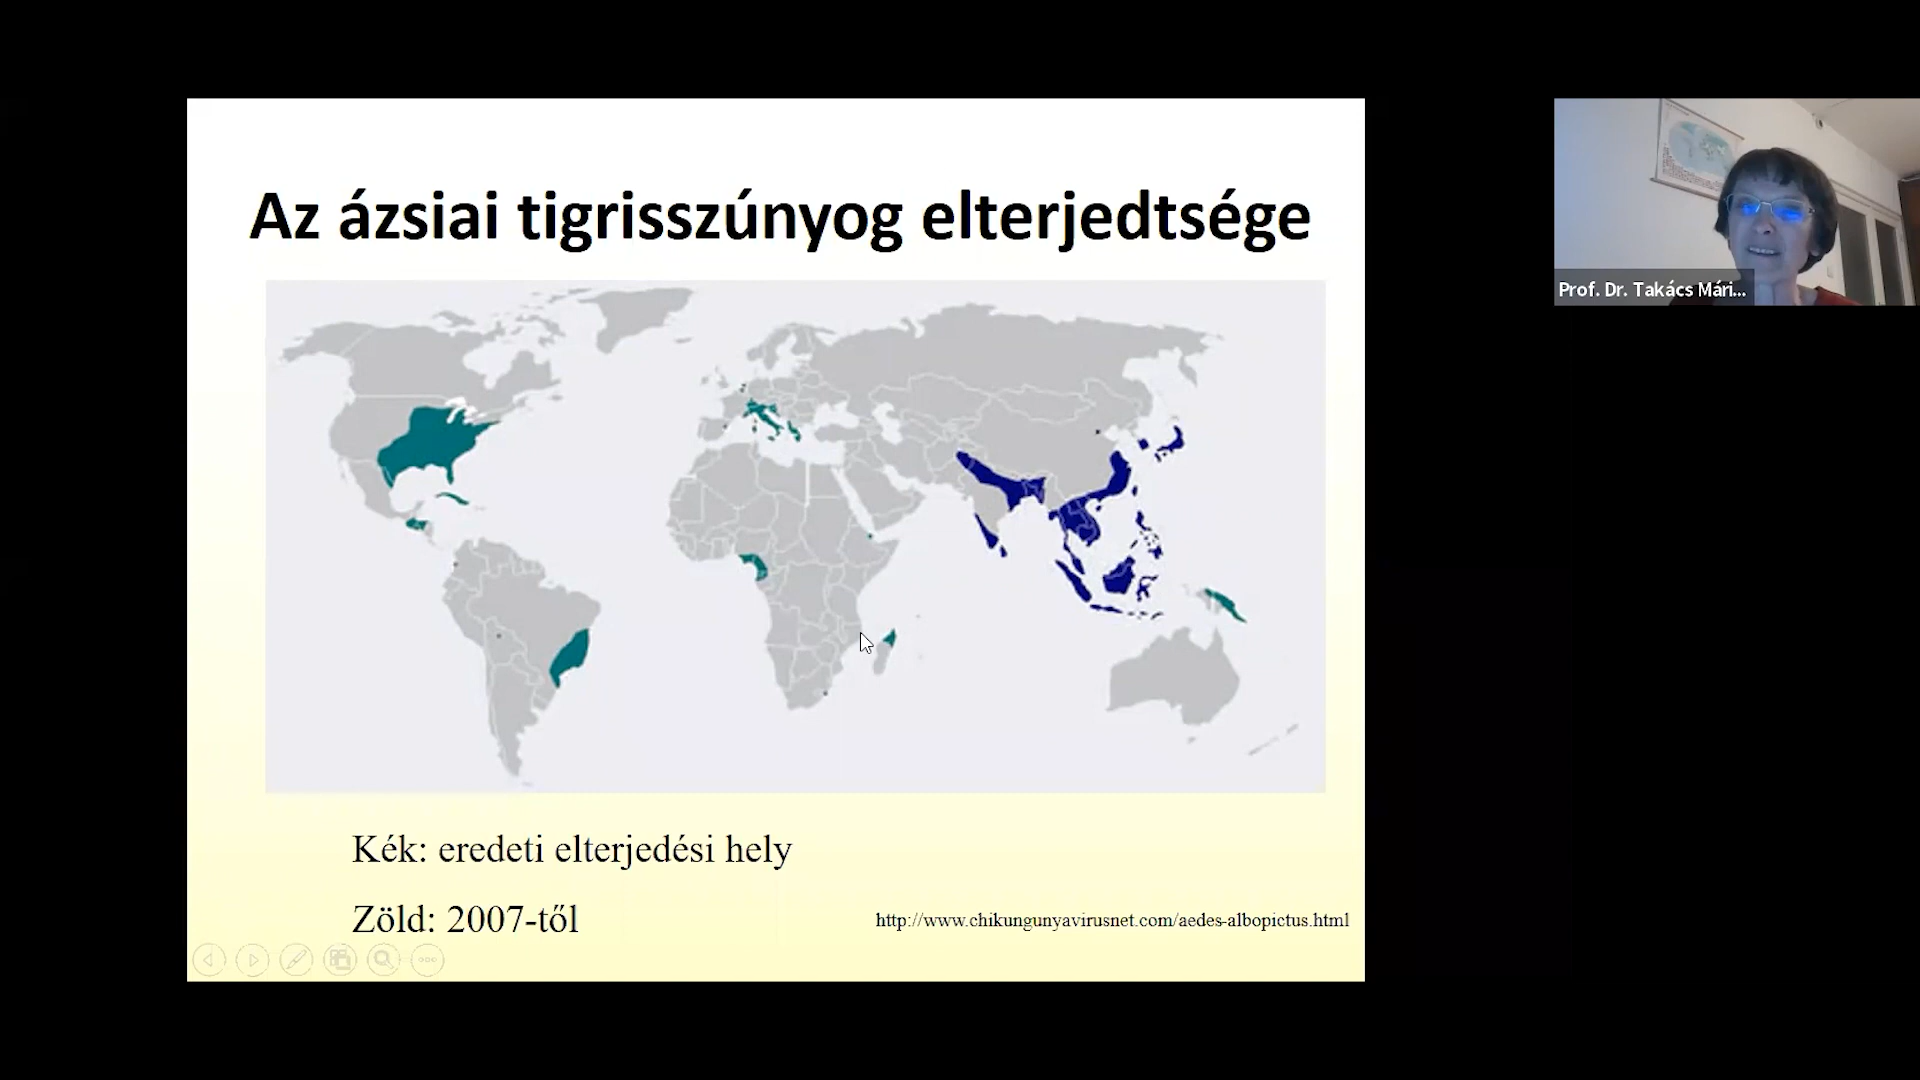 Az ázsiai tigrisszúnyog elterjedtsége
Prof. Dr. Takács Mári...
Kék: eredeti elterjedési hely
Zöld: 2007-től
http://www.chikungunyavirusnet.com/aedes-albopictus.html